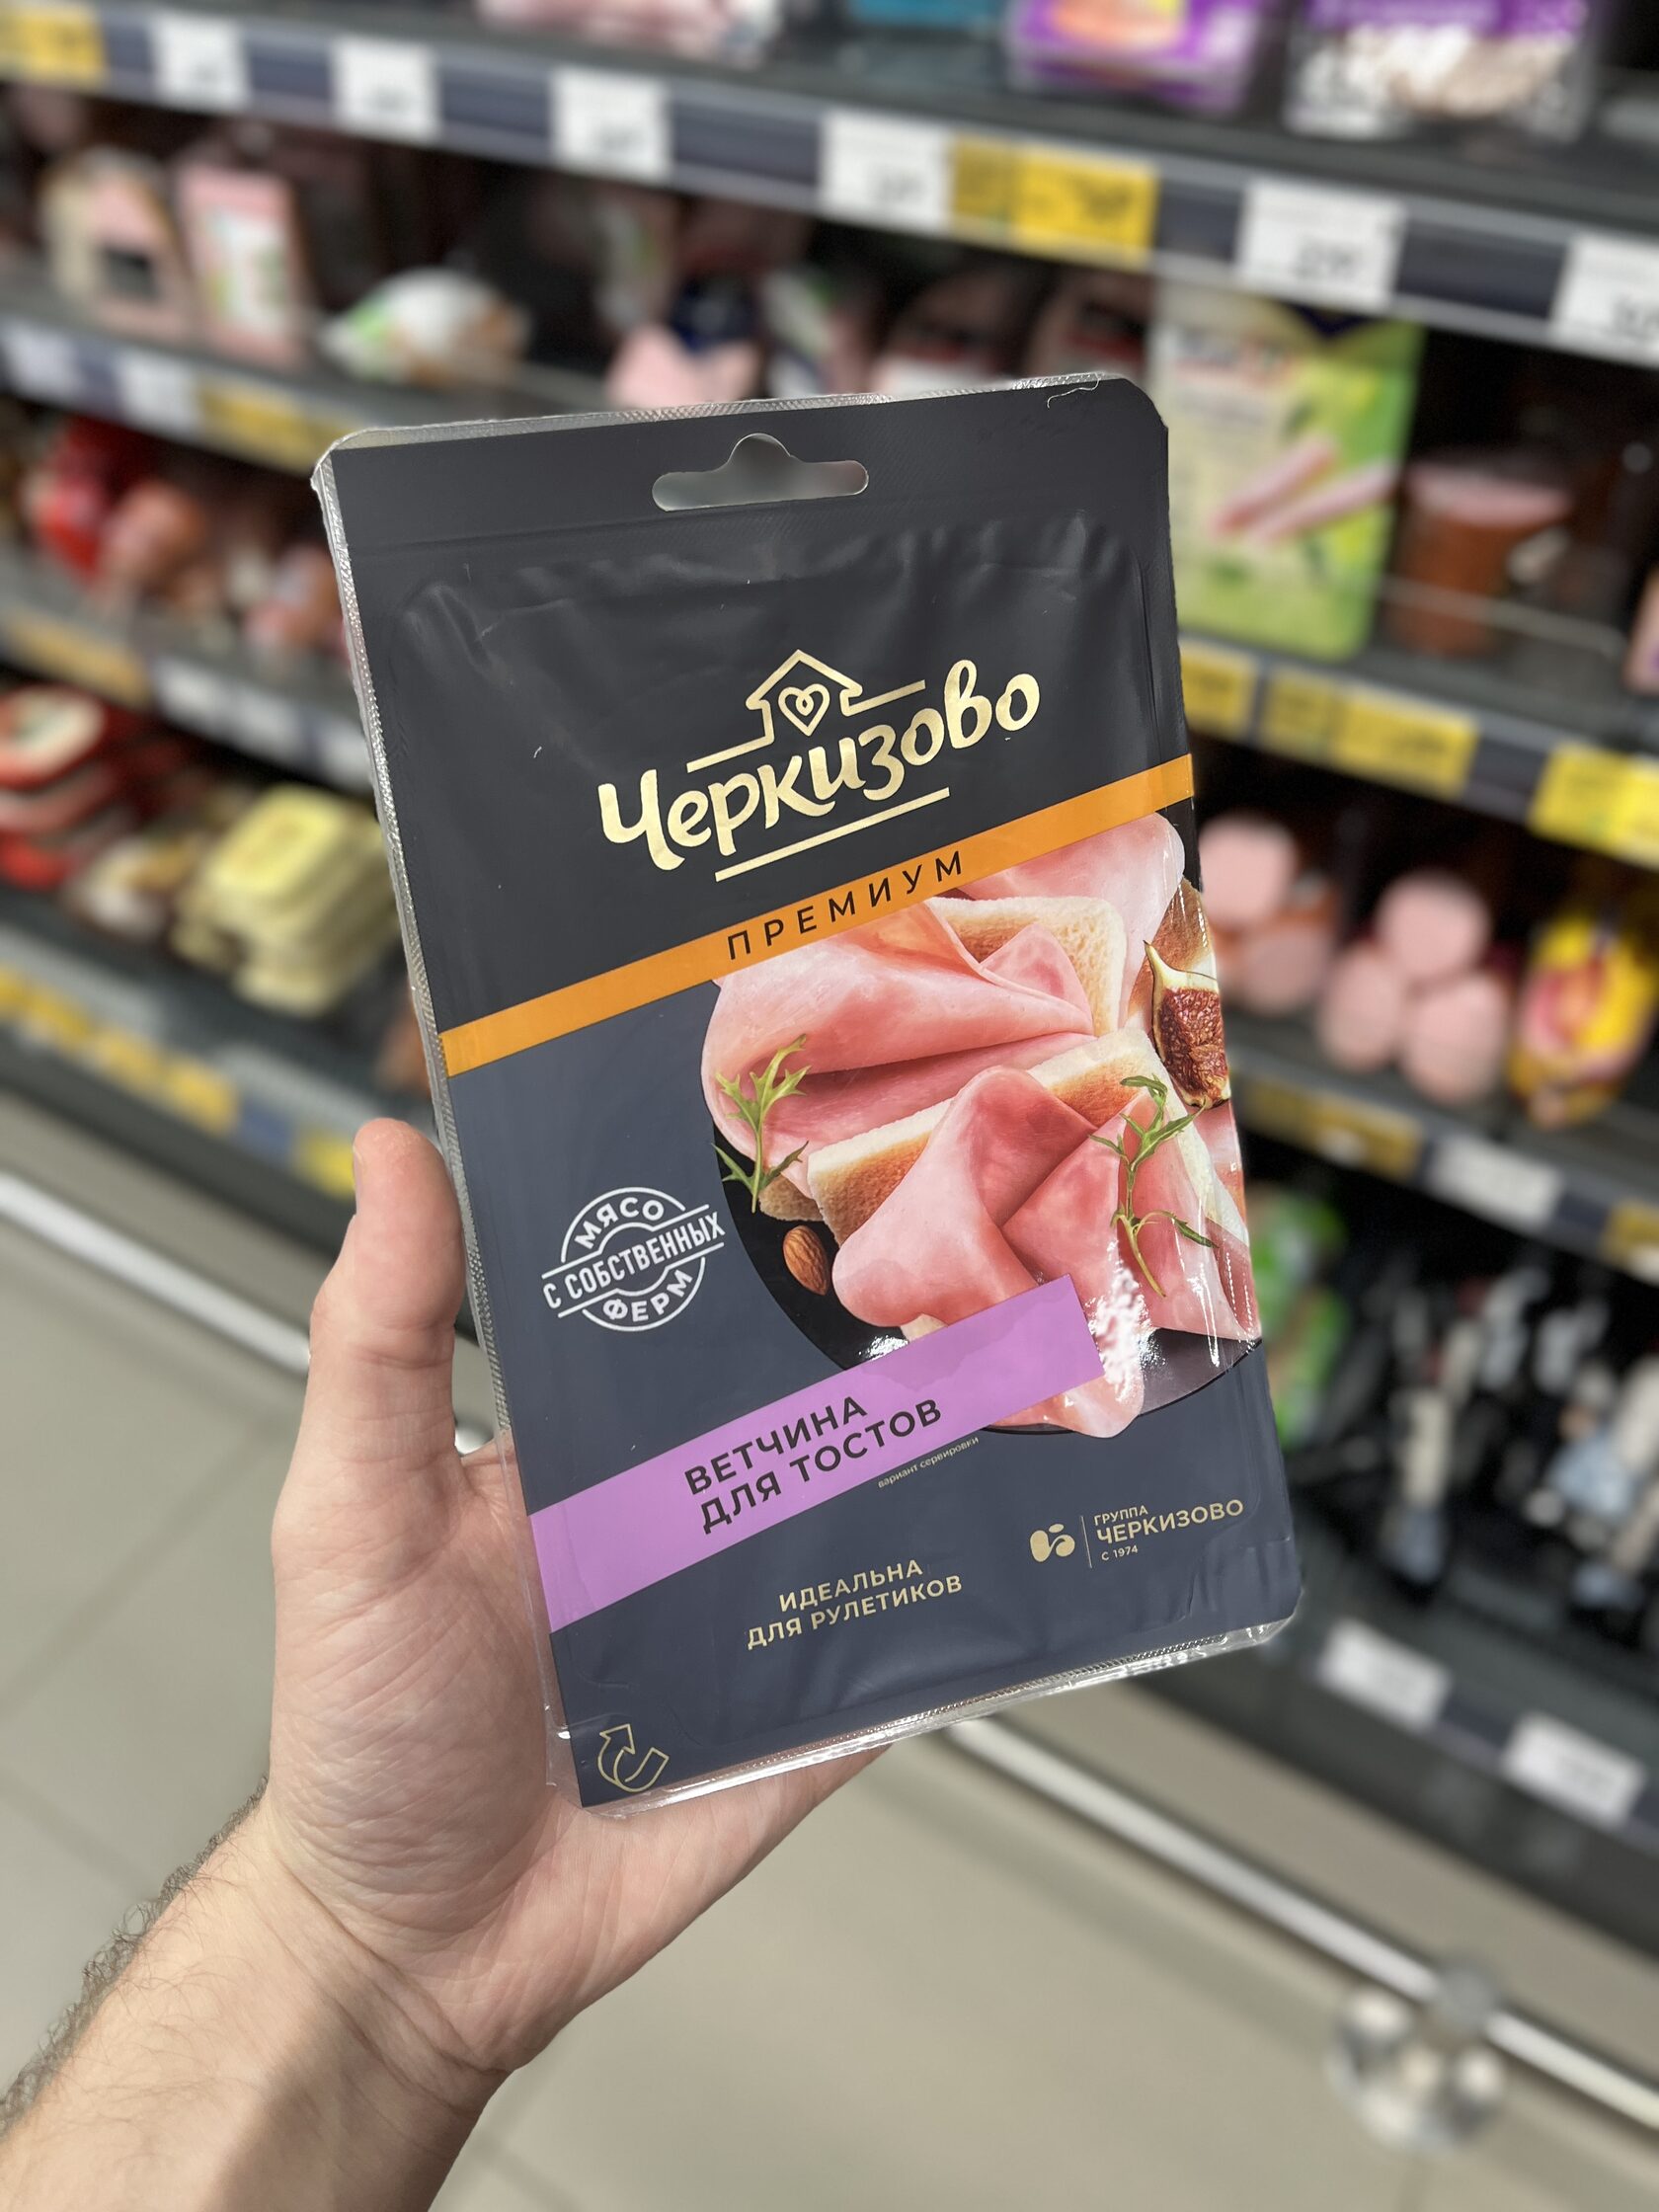 Черкизово
ПРЕМИУМ
МЯСО
С СОБСТВЕННЫХ
ФЕРМ
ВЕТЧИНА
ДЛЯ ТОСТОВ
вариант сервировки
ИДЕАЛЬНА
ДЛЯ РУЛЕТИКОВ
ГРУППА
ЧЕРКИЗОВО
С 1974